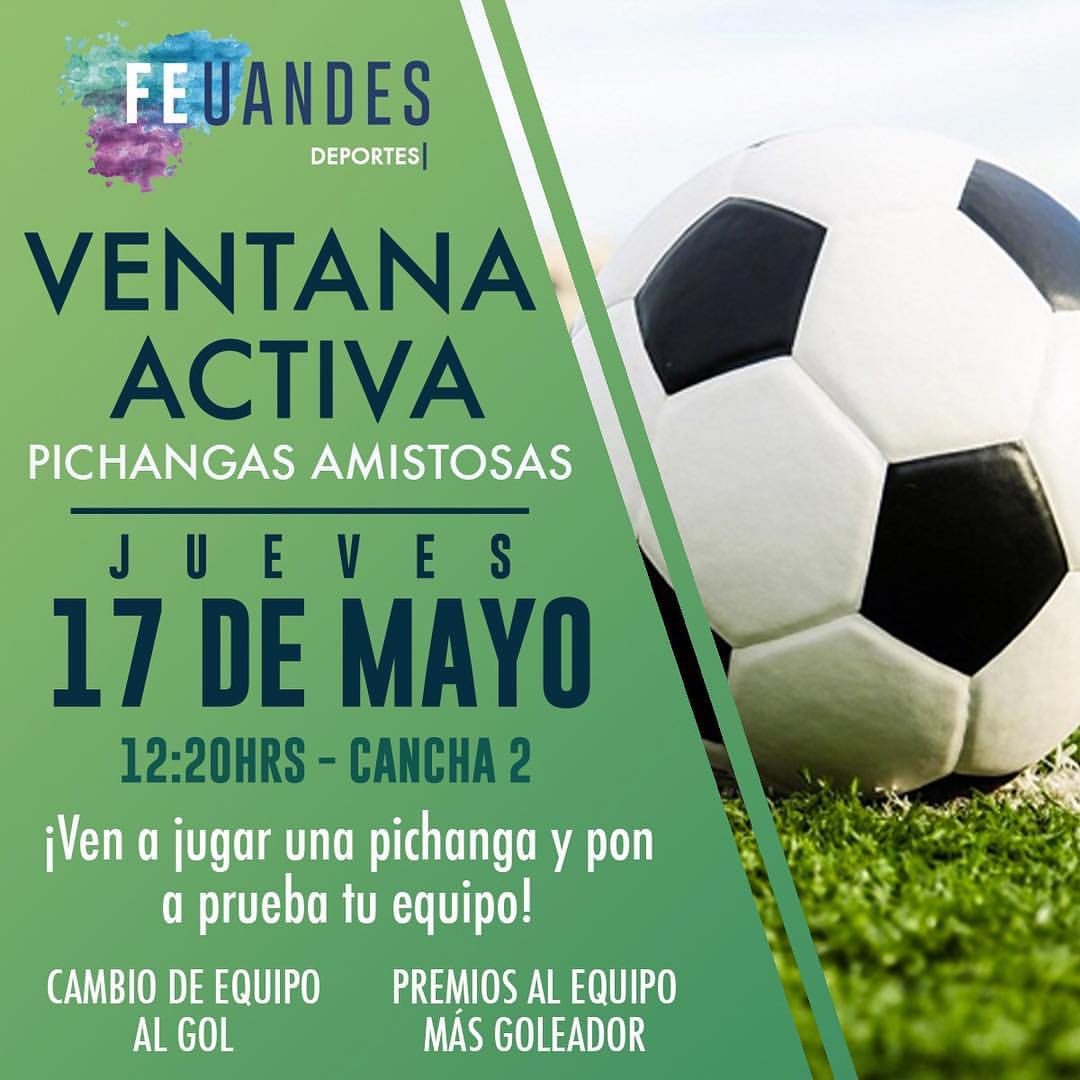 FEUANDES
DEPORTES|
VENTANA
ACTIVA
PICHANGAS AMISTOSAS
JUEVES
17 DE MAYO
12:20HRS - CANCHA 2
¡Ven a jugar una pichanga y pon
a prueba tu equipo!
CAMBIO DE EQUIPO
AL GOL
PREMIOS AL EQUIPO
MÁS GOLEADOR